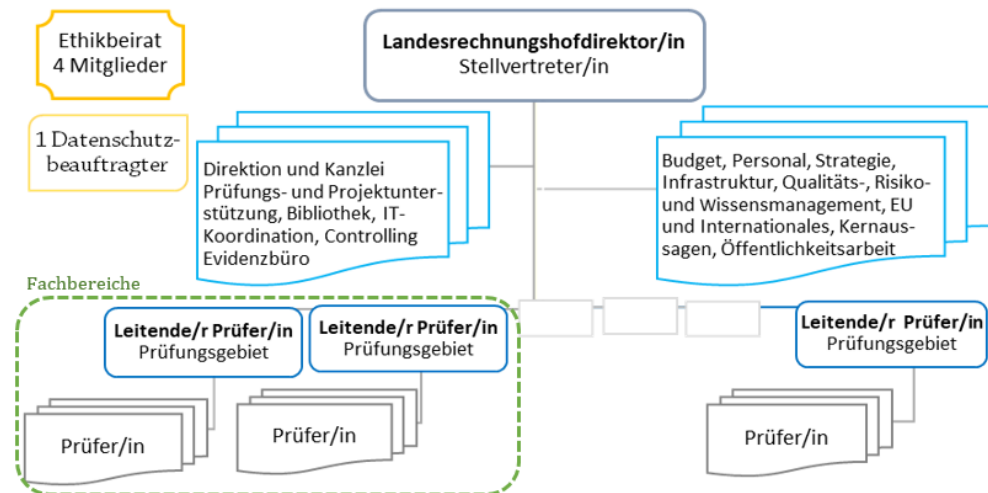 Ethikbeirat
4 Mitglieder
Landesrechnungshofdirektor/in
Stellvertreter/in
1 Datenschutz-
beauftragter
Direktion und Kanzlei
Prüfungs- und Projektunter-
stützung, Bibliothek, IT-
Koordination, Controlling
Evidenzbüro
Budget, Personal, Strategie,
Infrastruktur, Qualitäts-, Risiko-
und Wissensmanagement, EU
und Internationales, Kernaus-
sagen, Öffentlichkeitsarbeit
Fachbereiche
Leitende/r Prüfer/in
Prüfungsgebiet
Leitende/r Prüfer/in
Prüfungsgebiet
Leitende/r Prüfer/in
Prüfungsgebiet
Prüfer/in
Prüfer/in
Prüfer/in